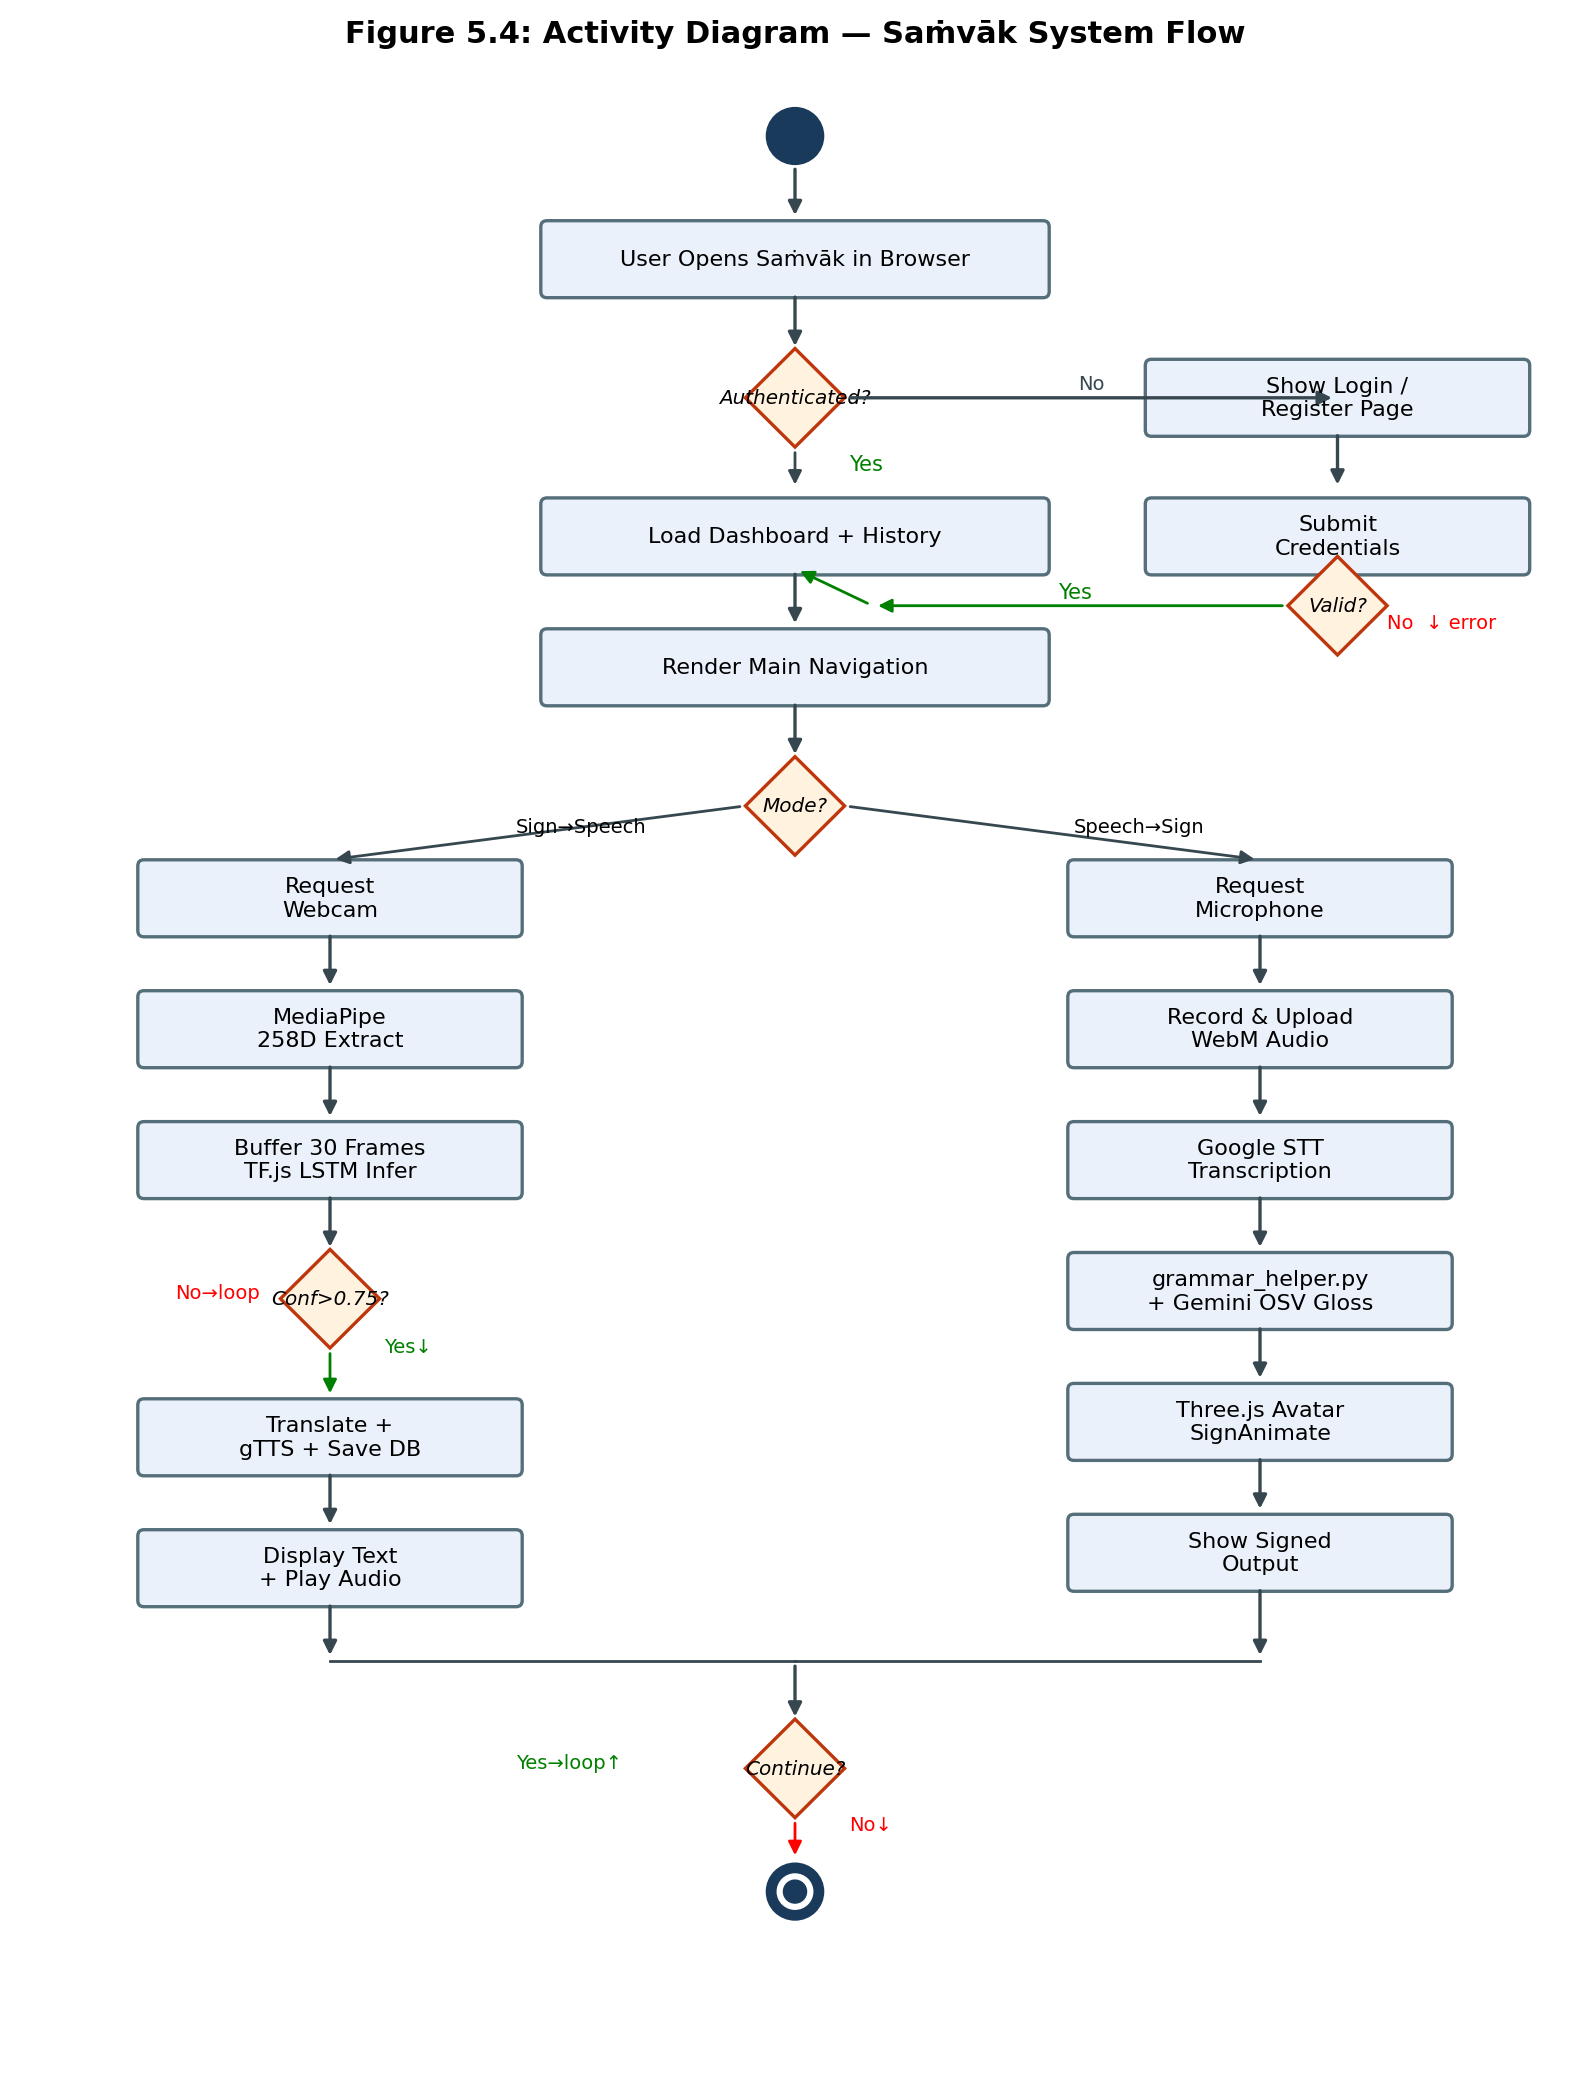 Figure 5.4: Activity Diagram — Saṁvāk System Flow
User Opens Saṁvāk in Browser
Authenticated?
No
Show Login /
Register Page
Yes
Load Dashboard + History
Submit
Credentials
Yes
Valid?
No ↓ error
Render Main Navigation
Mode?
Sign→Speech
Speech→Sign
Request
Webcam
Request
Microphone
MediaPipe
258D Extract
Record & Upload
WebM Audio
Buffer 30 Frames
TF.js LSTM Infer
Google STT
Transcription
No→loop
Conf>0.75?
Yes↓
grammar_helper.py
+ Gemini OSV Gloss
Translate +
gTTS + Save DB
Three.js Avatar
SignAnimate
Display Text
+ Play Audio
Show Signed
Output
Yes→loop↑
Continue?
No↓